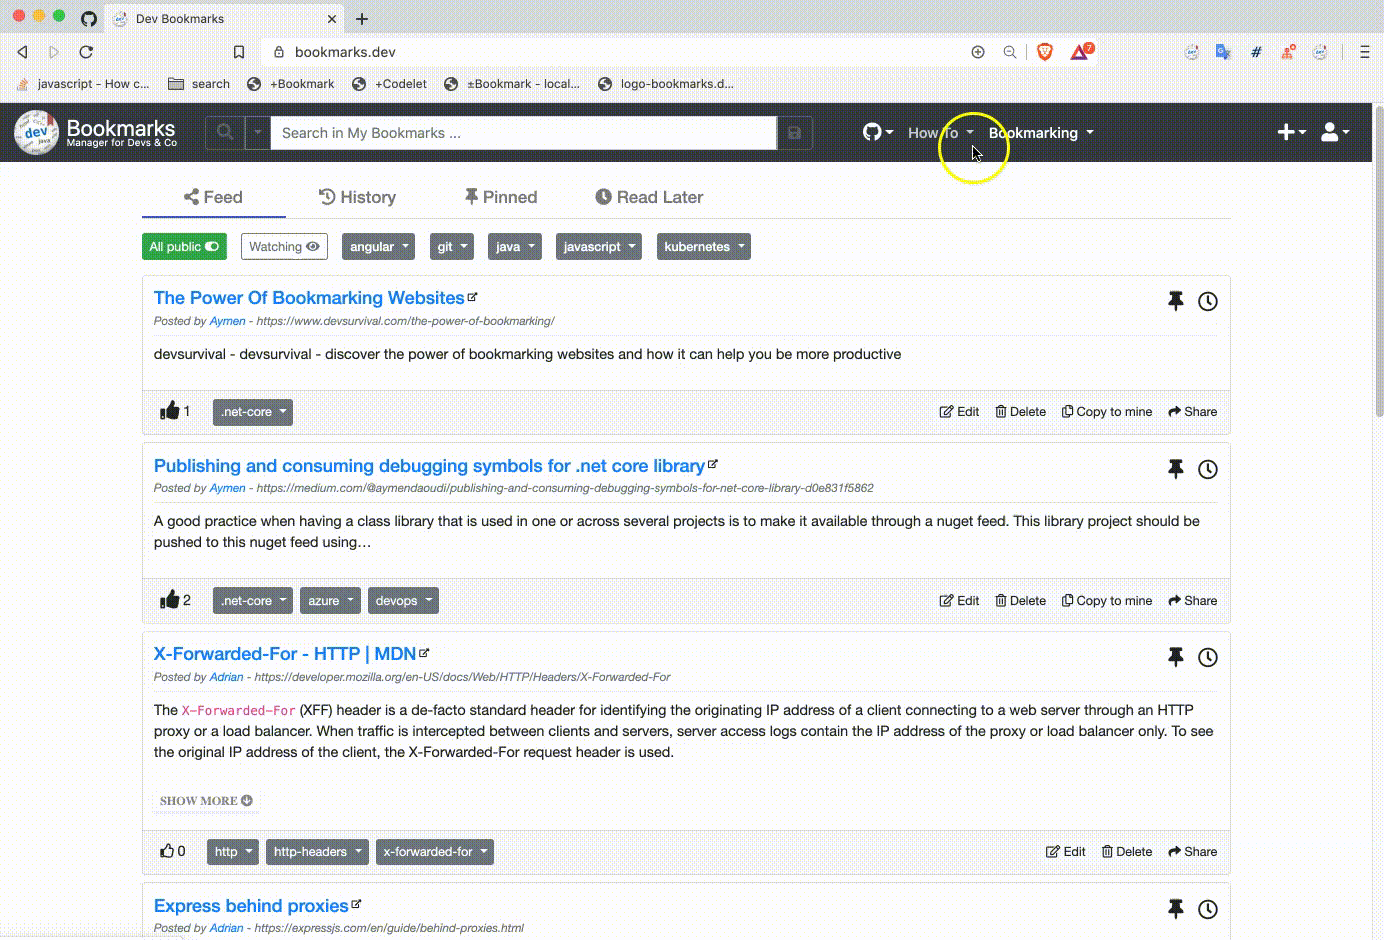 Dev Bookmarks
bookmarks.dev
7
javascript - How c...
search
+Bookmark
+Codelet
±Bookmark - local...
logo-bookmarks.d...
dev
java
Bookmarks
Manager for Devs & Co
Search in My Bookmarks ...
How To
Bookmarking
Feed
History
Pinned
Read Later
All public
Watching
angular
git
java
javascript
kubernetes
The Power Of Bookmarking Websites
Posted by Aymen - https://www.devsurvival.com/the-power-of-bookmarking/
devsurvival - devsurvival - discover the power of bookmarking websites and how it can help you be more productive
1
.net-core
Edit
Delete
Copy to mine
Share
Publishing and consuming debugging symbols for .net core library
Posted by Aymen - https://medium.com/@aymendaoudi/publishing-and-consuming-debugging-symbols-for-net-core-library-d0e831f5862
A good practice when having a class library that is used in one or across several projects is to make it available through a nuget feed. This library project should be
pushed to this nuget feed using…
2
.net-core
azure
devops
Edit
Delete
Copy to mine
Share
X-Forwarded-For - HTTP | MDN
Posted by Adrian - https://developer.mozilla.org/en-US/docs/Web/HTTP/Headers/X-Forwarded-For
The X-Forwarded-For (XFF) header is a de-facto standard header for identifying the originating IP address of a client connecting to a web server through an HTTP
proxy or a load balancer. When traffic is intercepted between clients and servers, server access logs contain the IP address of the proxy or load balancer only. To see
the original IP address of the client, the X-Forwarded-For request header is used.
SHOW MORE
0
http
http-headers
x-forwarded-for
Edit
Delete
Share
Express behind proxies
Posted by Adrian - https://expressjs.com/en/guide/behind-proxies.html